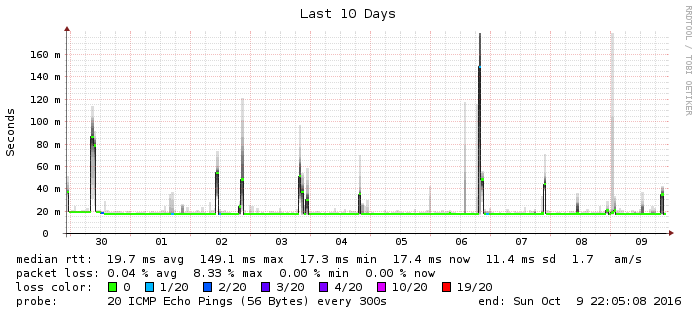 Last 10 Days
RRDTOOL / TOBI OETIKER
Seconds
160 m
140 m
120 m
100 m
80 m
60 m
40 m
20 m
0
30 01 02 03 04 05 06 07 08 09
median rtt: 19.7 ms avg 149.1 ms max 17.3 ms min 17.4 ms now 11.4 ms sd 1.7 am/s
packet loss: 0.04 % avg 8.33 % max 0.00 % min 0.00 % now
loss color: 0 1/20 2/20 3/20 4/20 10/20 19/20
probe: 20 ICMP Echo Pings (56 Bytes) every 300s end: Sun Oct 9 22:05:08 2016